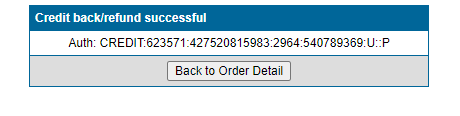 Credit back/refund successful
Auth: CREDIT:623571:427520815983:2964:540789369:U::P
Back to Order Detail